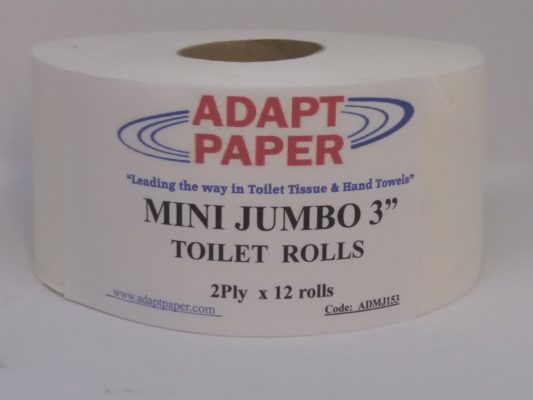 ADAPT
PAPER
"Leading the way in Toilet Tissue & Hand Towels"
MINI JUMBO 3”
TOILET ROLLS
2Ply x 12 rolls
www.adaptpaper.com
Code: ADMJ153